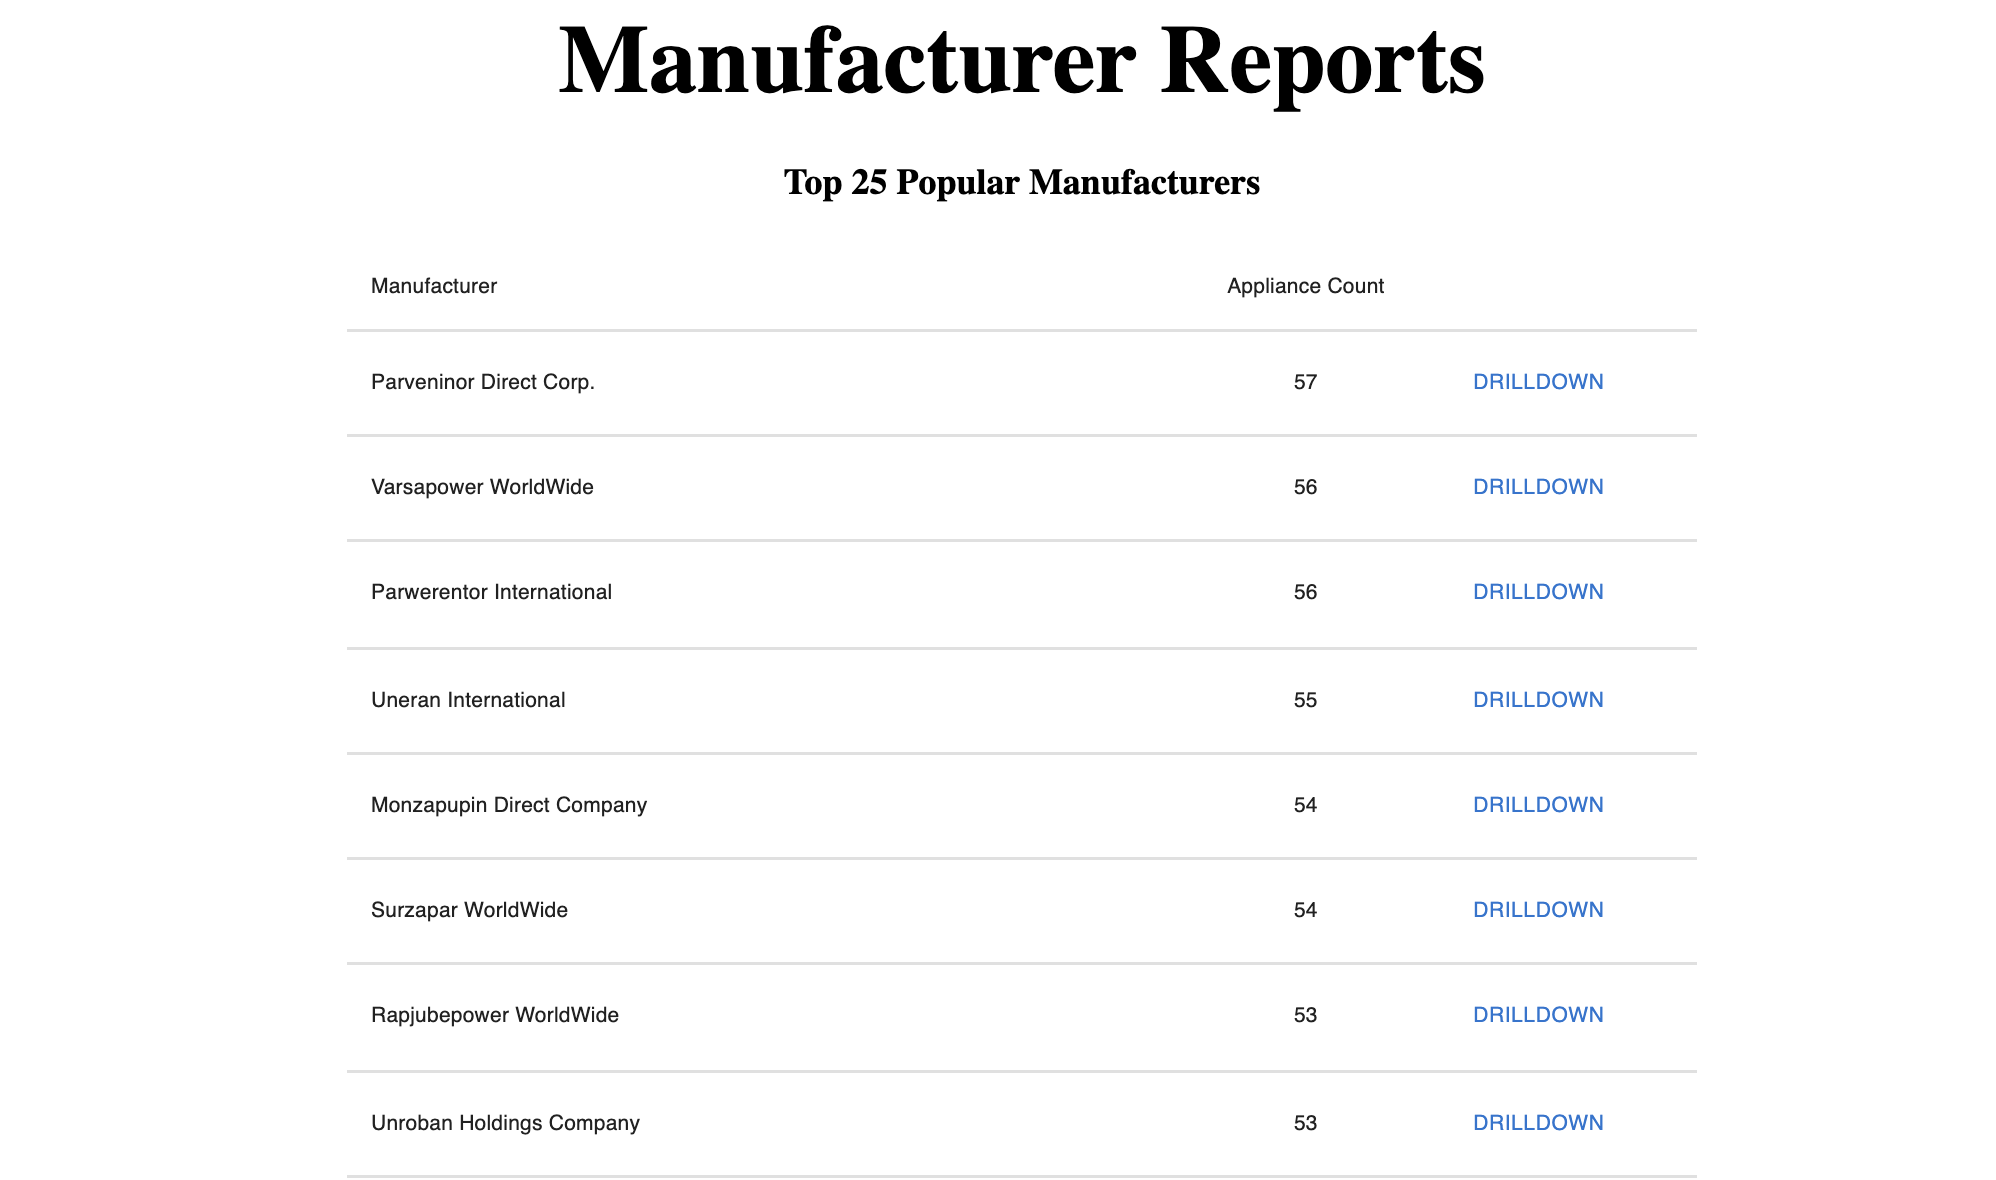 Manufacturer Reports
Top 25 Popular Manufacturers
Manufacturer Appliance Count
Parveninor Direct Corp. 57 DRILLDOWN
Varsapower WorldWide 56 DRILLDOWN
Parwerentor International 56 DRILLDOWN
Uneran International 55 DRILLDOWN
Monzapupin Direct Company 54 DRILLDOWN
Surzapar WorldWide 54 DRILLDOWN
Rapjubepower WorldWide 53 DRILLDOWN
Unroban Holdings Company 53 DRILLDOWN